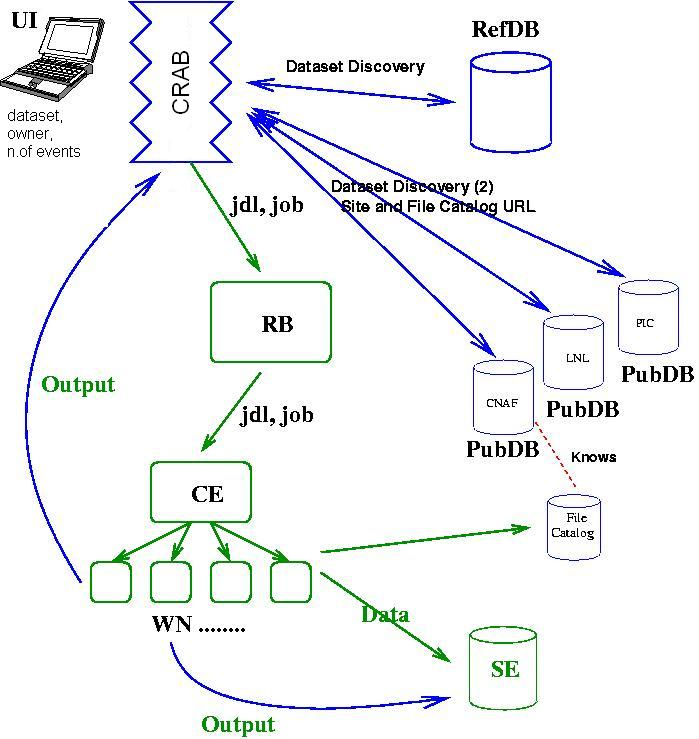 UI
dataset,
owner,
n.of events
CRAB
RefDB
Dataset Discovery
Dataset Discovery (2)
Site and File Catalog URL
jdl, job
RB
PIC
PubDB
LNL
PubDB
CNAF
PubDB
Knows
Output
jdl, job
CE
File
Catalog
WN ........
Data
SE
Output